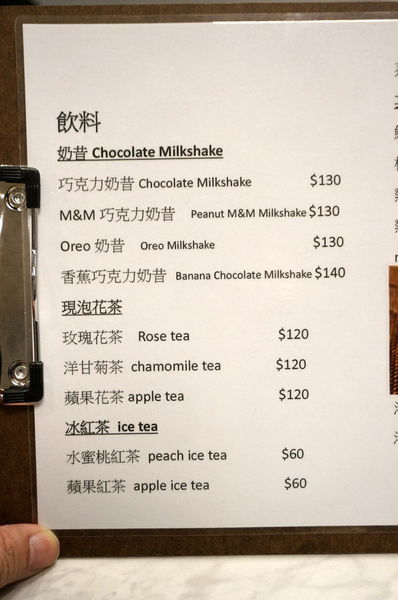 飲料
奶昔 Chocolate Milkshake
巧克力奶昔 Chocolate Milkshake $130
M&M 巧克力奶昔 Peanut M&M Milkshake $130
Oreo 奶昔 Oreo Milkshake $130
香蕉巧克力奶昔 Banana Chocolate Milkshake $140
現泡花茶
玫瑰花茶 Rose tea $120
洋甘菊茶 chamomile tea $120
蘋果花茶 apple tea $120
冰紅茶 ice tea
水蜜桃紅茶 peach ice tea $60
蘋果紅茶 apple ice tea $60